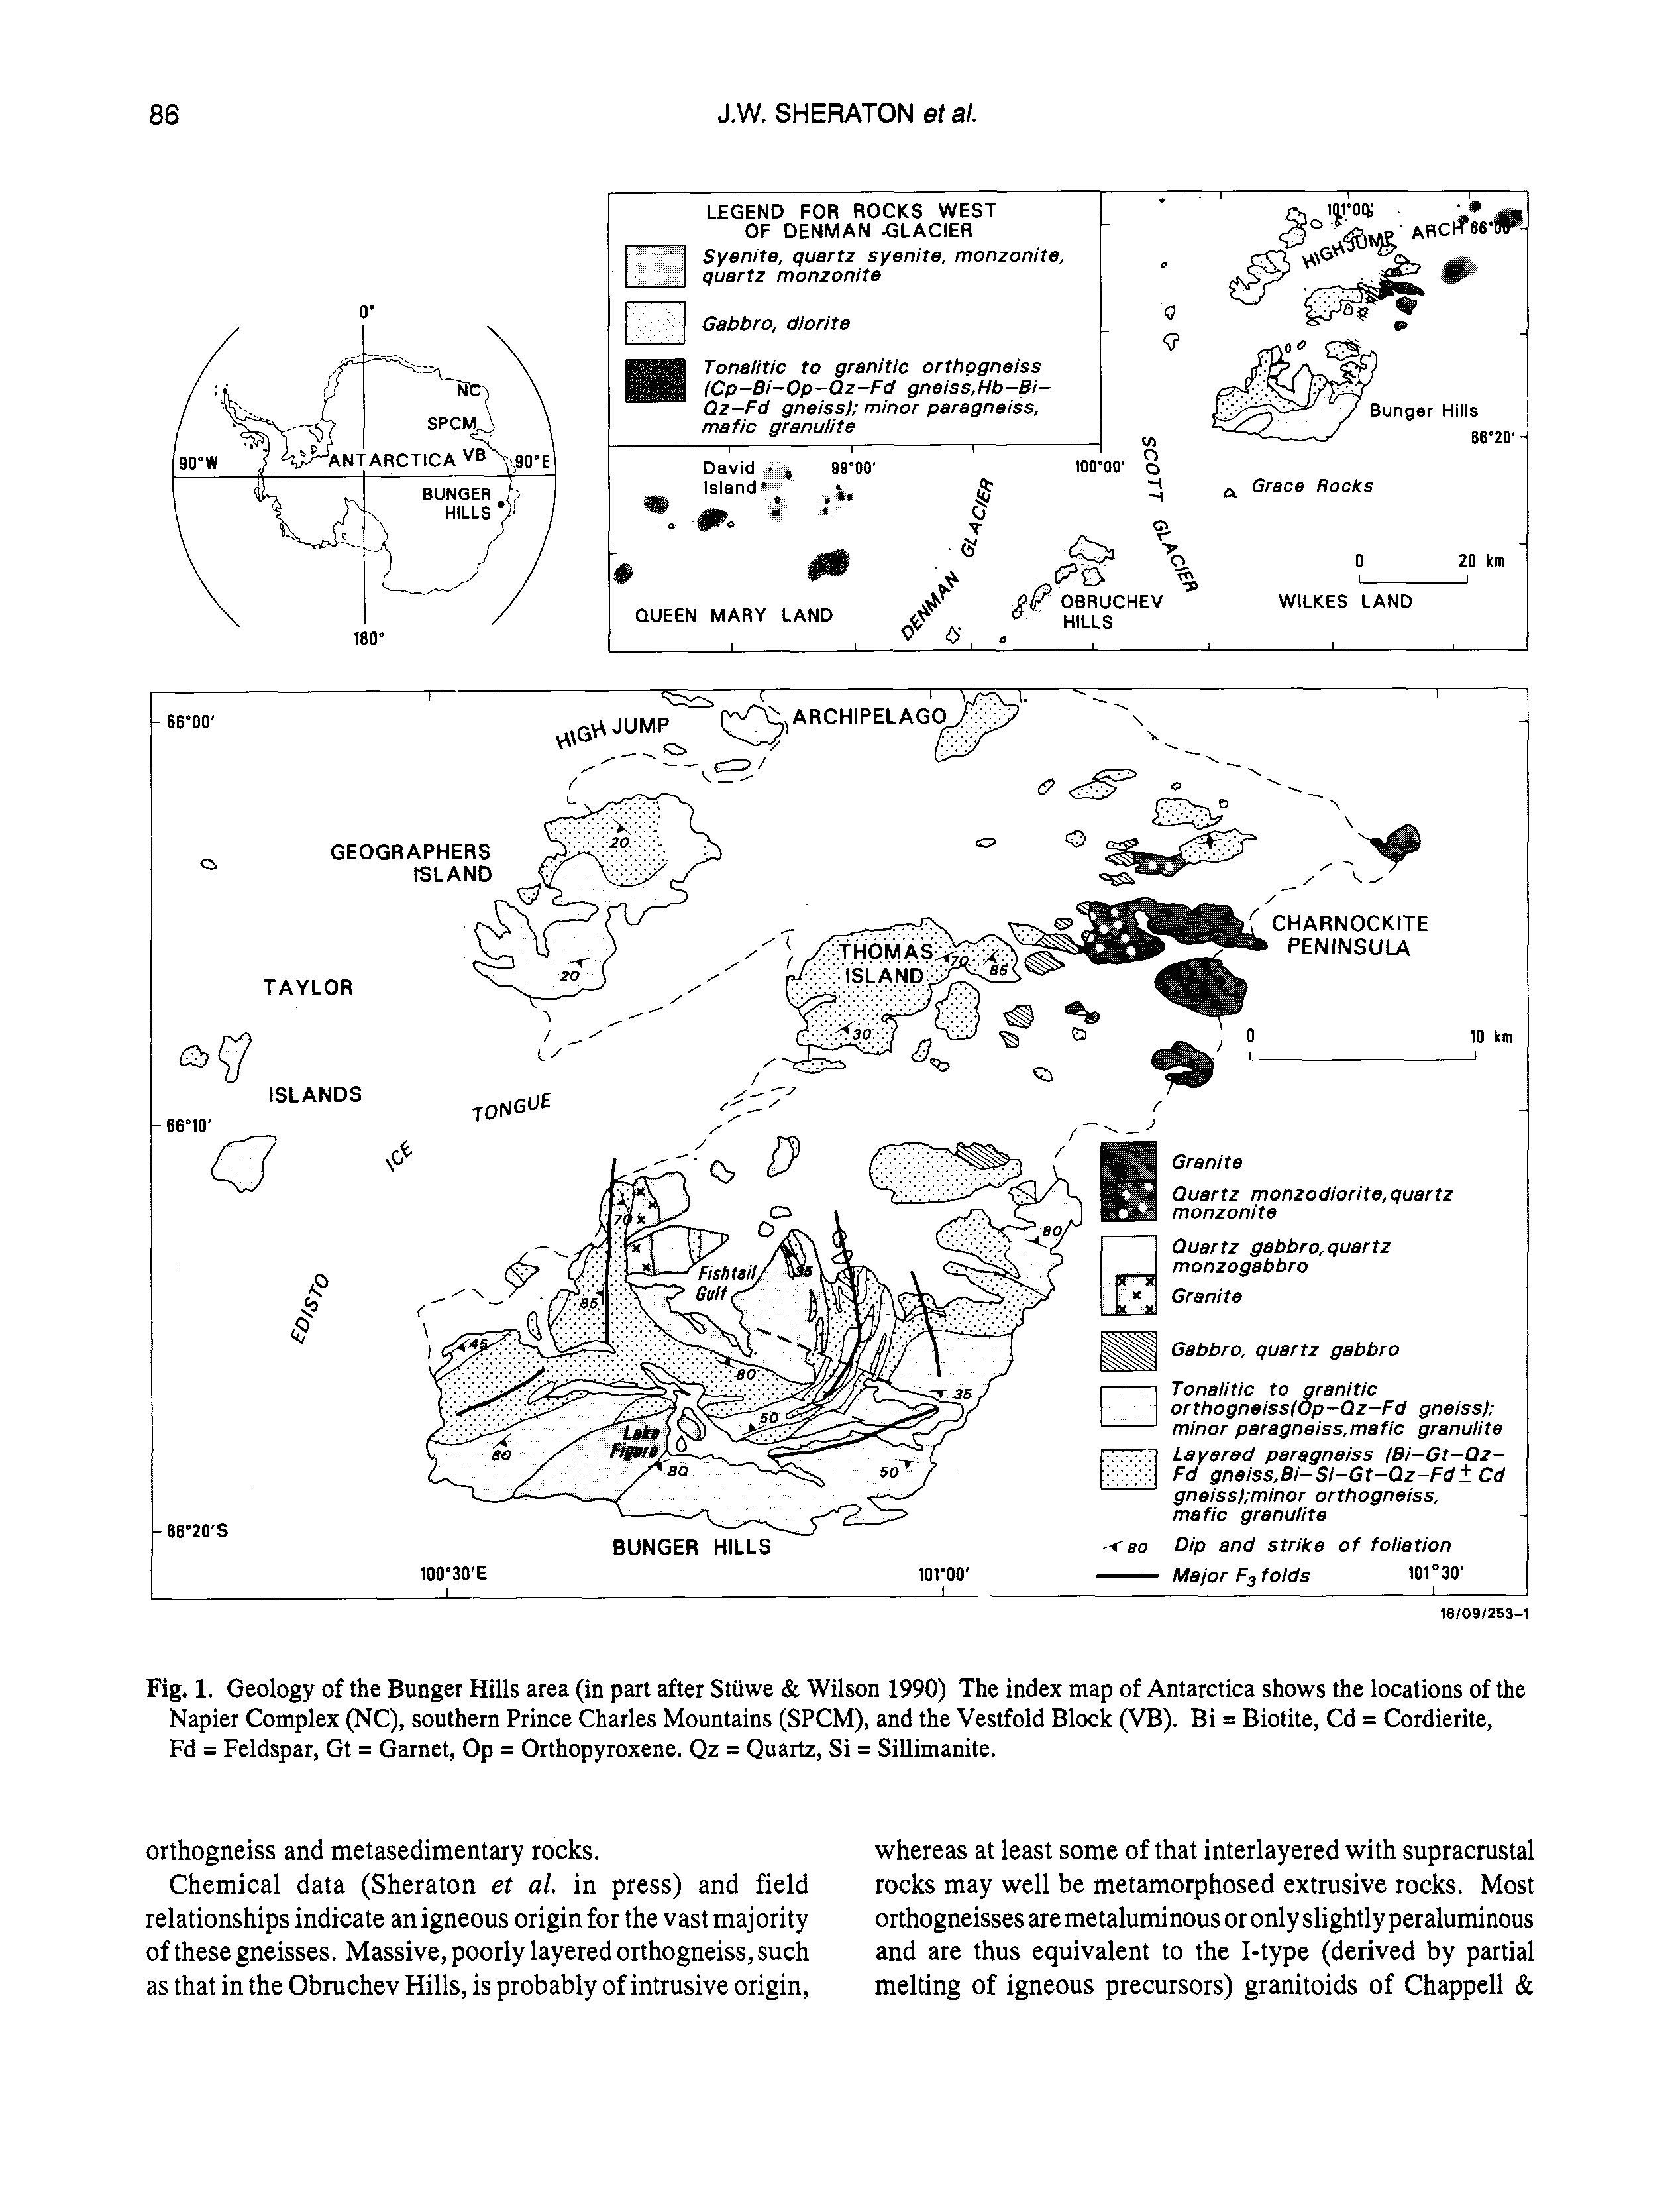 86
J.W. SHERATON et al.
LEGEND FOR ROCKS WEST
OF DENMAN GLACIER
Syenite, quartz syenite, monzonite,
quartz monzonite
Gabbro, diorite
Tonalitic to granitic orthogneiss
(Cp-Bi-Op-Qz-Fd gneiss,Hb-Bi-
Qz-Fd gneiss); minor paragneiss,
mafic granulite
101°00'
HIGHJUMP ARCH
66°00'
Bunger Hills
66°20'
0°
NC
SPCM
90°W
ANTARCTICA
VB
90°E
BUNGER
HILLS
180°
David
Island
99°00'
100°00'
SCOTT GLACIER
Grace Rocks
DENMAN GLACIER
0 20 km
QUEEN MARY LAND
OBRUCHEV
HILLS
WILKES LAND
66°00'
HIGH JUMP
ARCHIPELAGO
GEOGRAPHERS
ISLAND
20
20
THOMAS
ISLAND
70
85
30
CHARNOCKITE
PENINSULA
TAYLOR
ISLANDS
0 10 km
66°10'
EDISTO
ICE
TONGUE
70
80
Fishtail
Gulf
35
85
45
80
35
50
Lake
Figure
80
80
50
Granite
Quartz monzodiorite,quartz
monzonite
Quartz gabbro,quartz
monzogabbro
Granite
Gabbro, quartz gabbro
Tonalitic to granitic
orthogneiss(Op-Qz-Fd gneiss);
minor paragneiss,mafic granulite
Layered paragneiss (Bi-Gt-Qz-
Fd gneiss,Bi-Si-Gt-Qz-Fd± Cd
gneiss);minor orthogneiss,
mafic granulite
80 Dip and strike of foliation
Major F3 folds
66°20'S
BUNGER HILLS
100°30'E
101°00'
101°30'
16/09/253-1
Fig. 1. Geology of the Bunger Hills area (in part after Stüwe & Wilson 1990) The index map of Antarctica shows the locations of the
Napier Complex (NC), southern Prince Charles Mountains (SPCM), and the Vestfold Block (VB). Bi = Biotite, Cd = Cordierite,
Fd = Feldspar, Gt = Garnet, Op = Orthopyroxene. Qz = Quartz, Si = Sillimanite.
orthogneiss and metasedimentary rocks.
Chemical data (Sheraton et al. in press) and field
relationships indicate an igneous origin for the vast majority
of these gneisses. Massive, poorly layered orthogneiss, such
as that in the Obruchev Hills, is probably of intrusive origin,
whereas at least some of that interlayered with supracrustal
rocks may well be metamorphosed extrusive rocks. Most
orthogneisses are metaluminous or only slightly peraluminous
and are thus equivalent to the I-type (derived by partial
melting of igneous precursors) granitoids of Chappell &